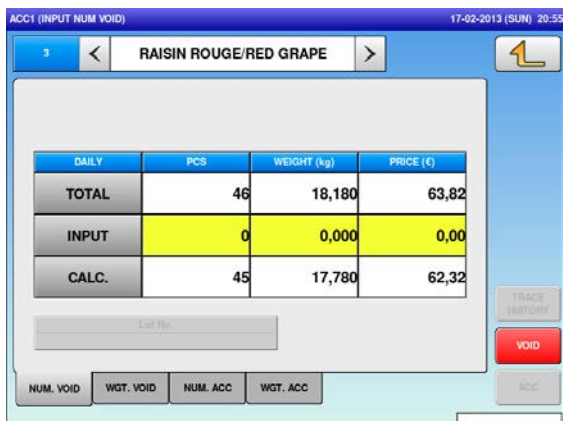 ACC1 (INPUT NUM VOID) 17-02-2013 (SUN) 20:55
3 < RAISIN ROUGE/RED GRAPE >
DAILY PCS WEIGHT (kg) PRICE (€)
TOTAL 46 18,180 63,82
INPUT 0 0,000 0,00
CALC. 45 17,780 62,32
TRACE
HISTORY
Lot No.
VOID
NUM. VOID WGT. VOID NUM. ACC WGT. ACC ACC